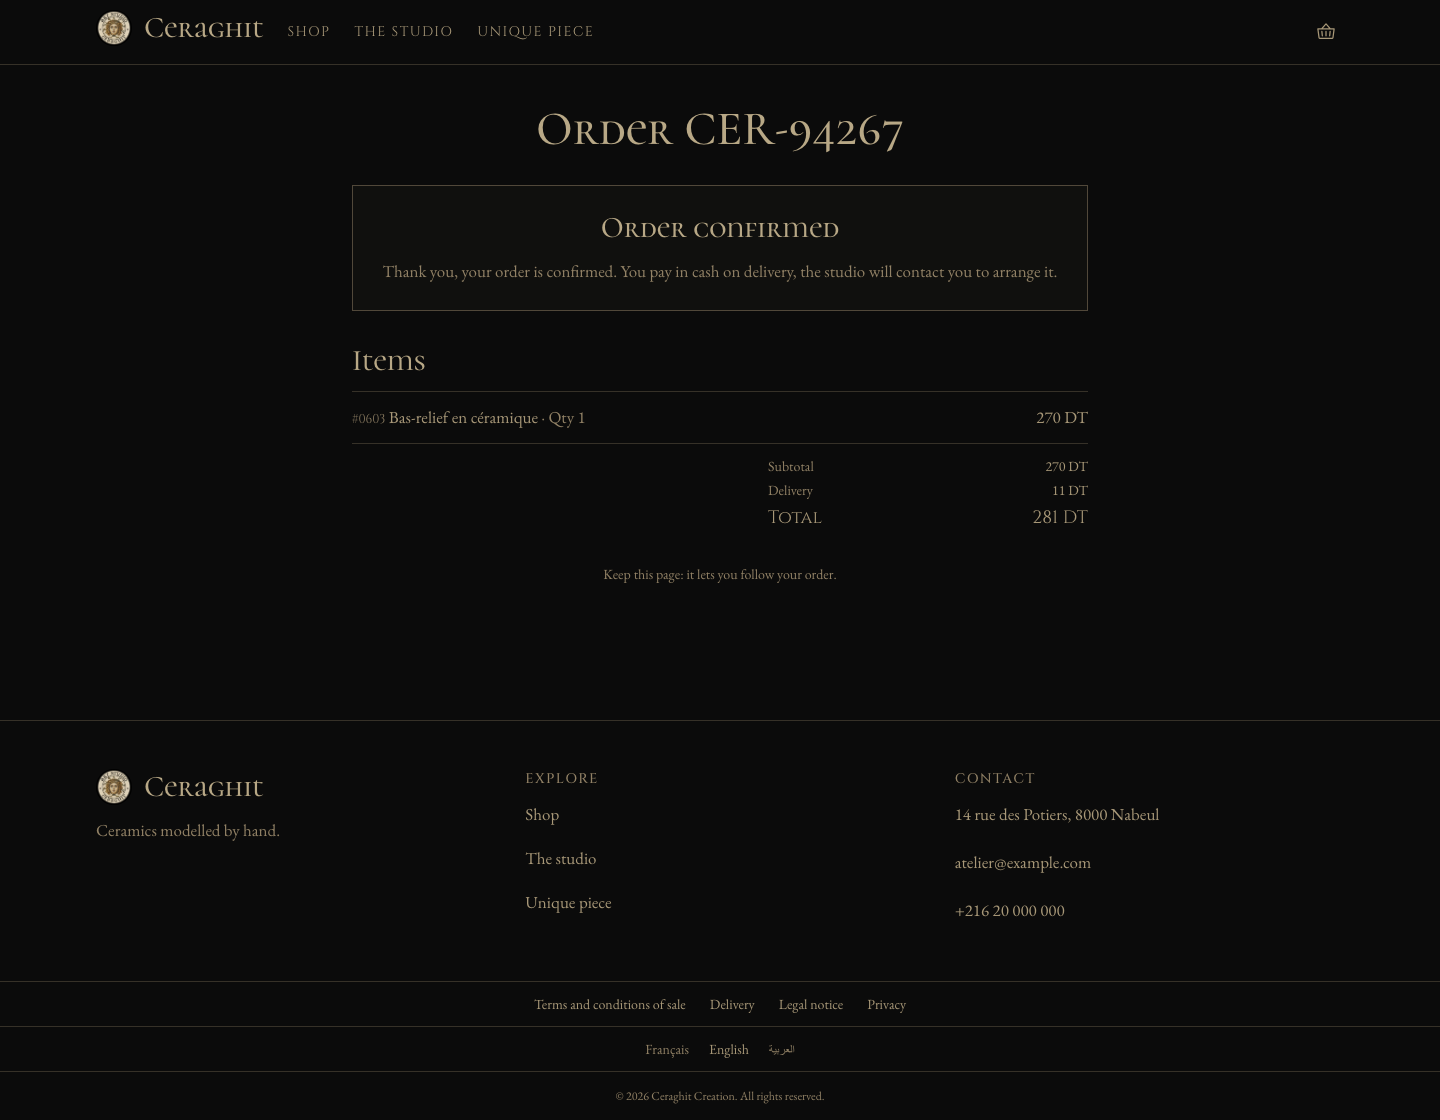 Ceraghit
SHOP
THE STUDIO
UNIQUE PIECE
Order CER-94267
Order confirmed
Thank you, your order is confirmed. You pay in cash on delivery, the studio will contact you to arrange it.
Items
#0603 Bas-relief en céramique · Qty 1 270 DT
Subtotal 270 DT
Delivery 11 DT
Total 281 DT
Keep this page: it lets you follow your order.
Ceraghit
Ceramics modelled by hand.
EXPLORE
Shop
The studio
Unique piece
CONTACT
14 rue des Potiers, 8000 Nabeul
atelier@example.com
+216 20 000 000
Terms and conditions of sale Delivery Legal notice Privacy
Français English العربية
© 2026 Ceraghit Creation. All rights reserved.